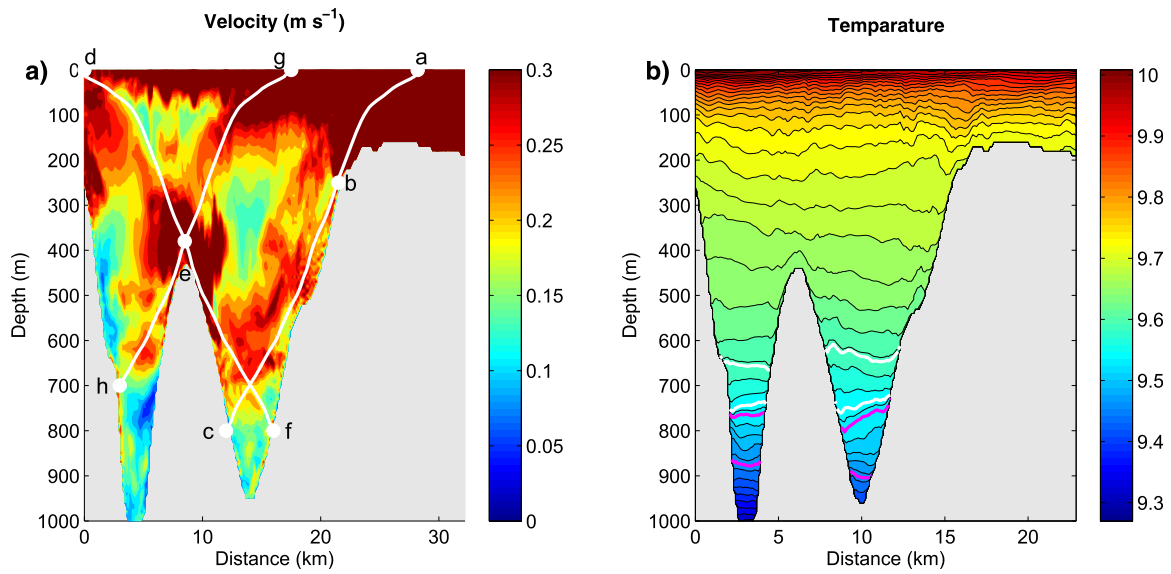 Velocity (m s⁻¹)
a)
d
g
a
b
e
h
c
f
0
100
200
300
400
500
600
700
800
900
1000
Depth (m)
0
10
20
30
Distance (km)
0.3
0.25
0.2
0.15
0.1
0.05
0
Temparature
b)
0
100
200
300
400
500
600
700
800
900
1000
Depth (m)
0
5
10
15
20
Distance (km)
10
9.9
9.8
9.7
9.6
9.5
9.4
9.3